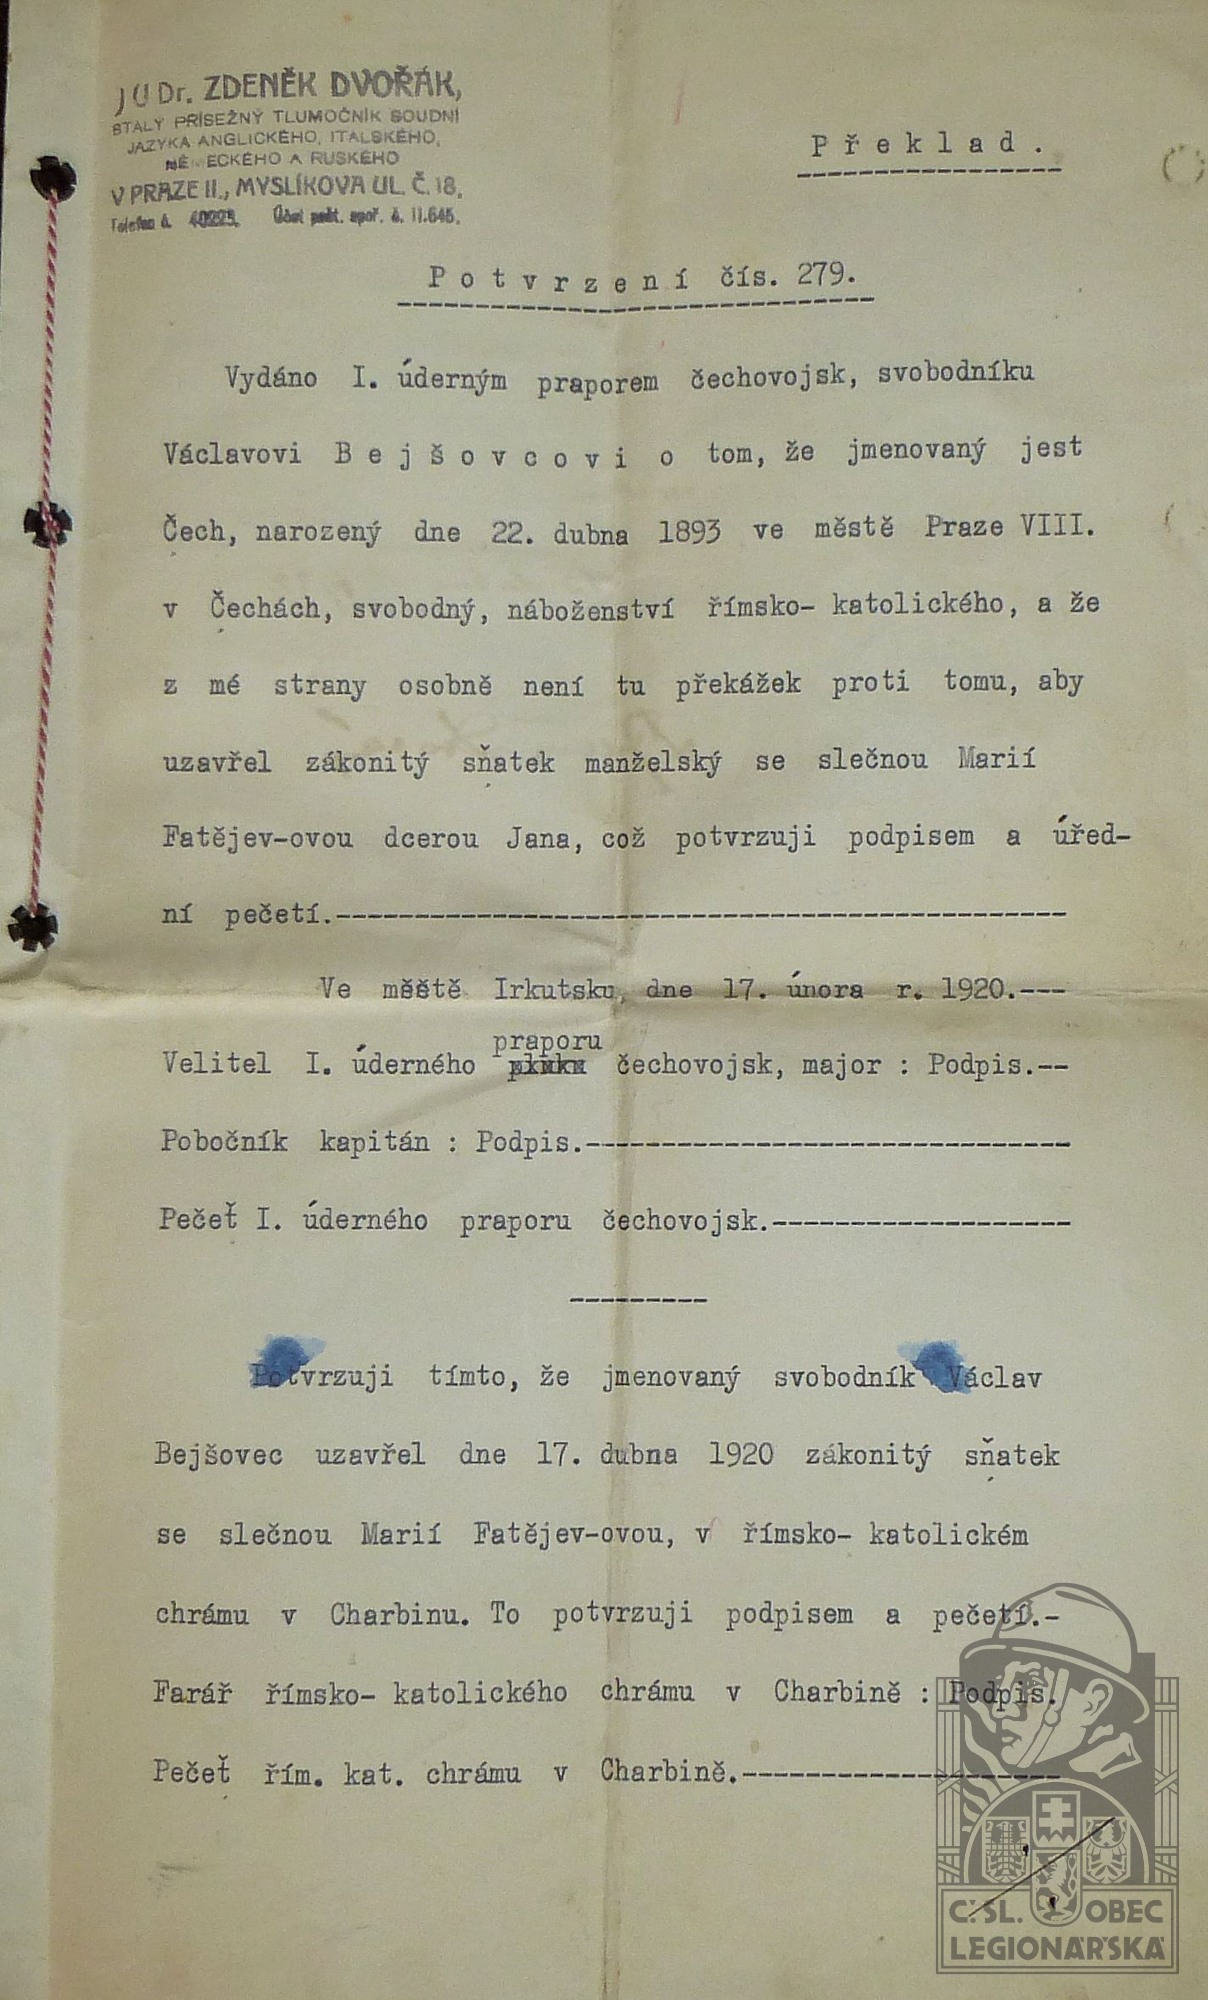 JUDr. ZDENĚK DVOŘÁK,
STALÝ PŘÍSEŽNÝ TLUMOČNÍK SOUDNÍ
JAZYKA ANGLICKÉHO, ITALSKÉHO,
NĚMECKÉHO A RUSKÉHO
V PRAZE II., MYSLÍKOVA UL. Č. 18.
Telefon č. Účet pošt. spoř. č. 11.645.
Překlad.
Potvrzení čís. 279.
Vydáno I. úderným praporem čechovojsk, svobodníku
Václavovi Bejšovcovi o tom, že jmenovaný jest
Čech, narozený dne 22. dubna 1893 ve městě Praze VIII.
v Čechách, svobodný, náboženství římsko- katolického, a že
z mé strany osobně není tu překážek proti tomu, aby
uzavřel zákonitý sňatek manželský se slečnou Marií
Fatějev-ovou dcerou Jana, což potvrzuji podpisem a úřed-
ní pečetí.-----------------------------------------------
Ve městě Irkutsku, dne 17. února r. 1920.---
praporu
Velitel I. úderného čechovojsk, major : Podpis.--
Pobočník kapitán : Podpis.-------------------------------
Pečeť I. úderného praporu čechovojsk.-------------------
---------
Potvrzuji tímto, že jmenovaný svobodník Václav
Bejšovec uzavřel dne 17. dubna 1920 zákonitý sňatek
se slečnou Marií Fatějev-ovou, v římsko- katolickém
chrámu v Charbinu. To potvrzuji podpisem a pečetí.-
Farář římsko- katolického chrámu v Charbině : Podpis.
Pečeť řím. kat. chrámu v Charbině.---------------------
Č.SL. OBEC
LEGIONÁŘSKÁ